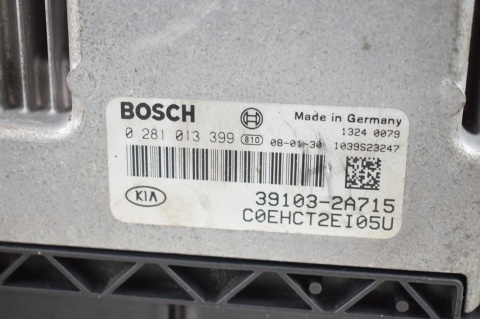 BOSCH Made in Germany
1324 0079
0 281 013 399 810 08-01-30 1039S23247
KIA 39103-2A715
C0EHCT2EI05U